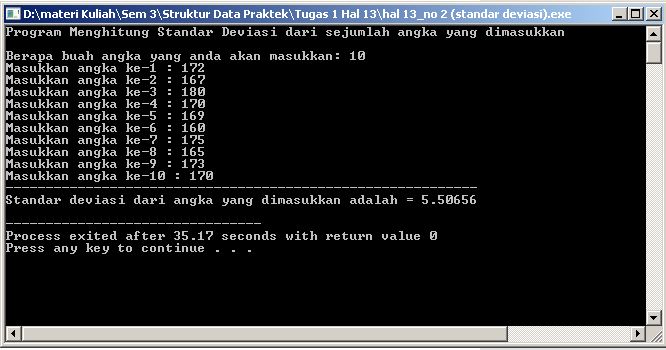 D:\materi Kuliah\Sem 3\Struktur Data Praktek\Tugas 1 Hal 13\hal 13_no 2 (standar deviasi).exe
Program Menghitung Standar Deviasi dari sejumlah angka yang dimasukkan
Berapa buah angka yang anda akan masukkan: 10
Masukkan angka ke-1 : 172
Masukkan angka ke-2 : 167
Masukkan angka ke-3 : 180
Masukkan angka ke-4 : 170
Masukkan angka ke-5 : 169
Masukkan angka ke-6 : 160
Masukkan angka ke-7 : 175
Masukkan angka ke-8 : 165
Masukkan angka ke-9 : 173
Masukkan angka ke-10 : 170
-----------------------------------------------------------
Standar deviasi dari angka yang dimasukkan adalah = 5.50656
--------------------------------
Process exited after 35.17 seconds with return value 0
Press any key to continue . . .